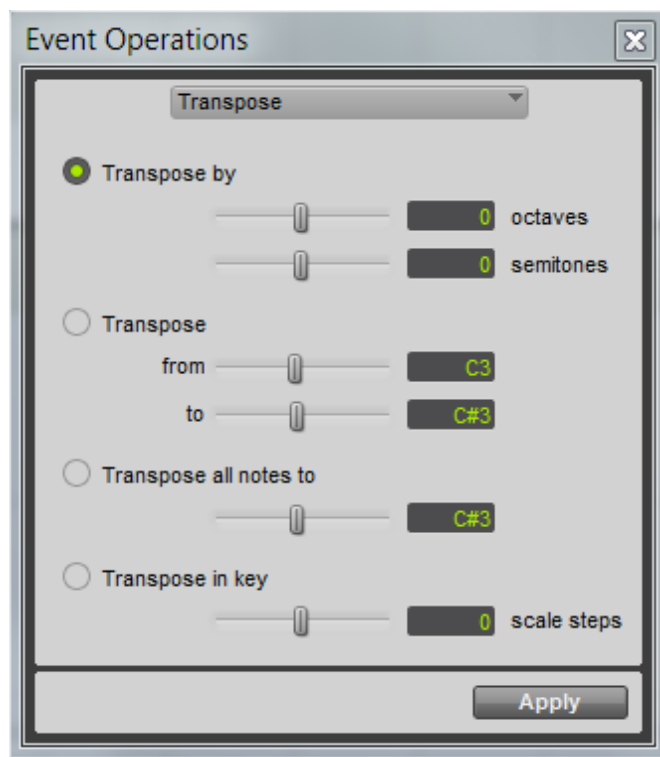 Event Operations
Transpose
Transpose by
0 octaves
0 semitones
Transpose
from C3
to C#3
Transpose all notes to
C#3
Transpose in key
0 scale steps
Apply